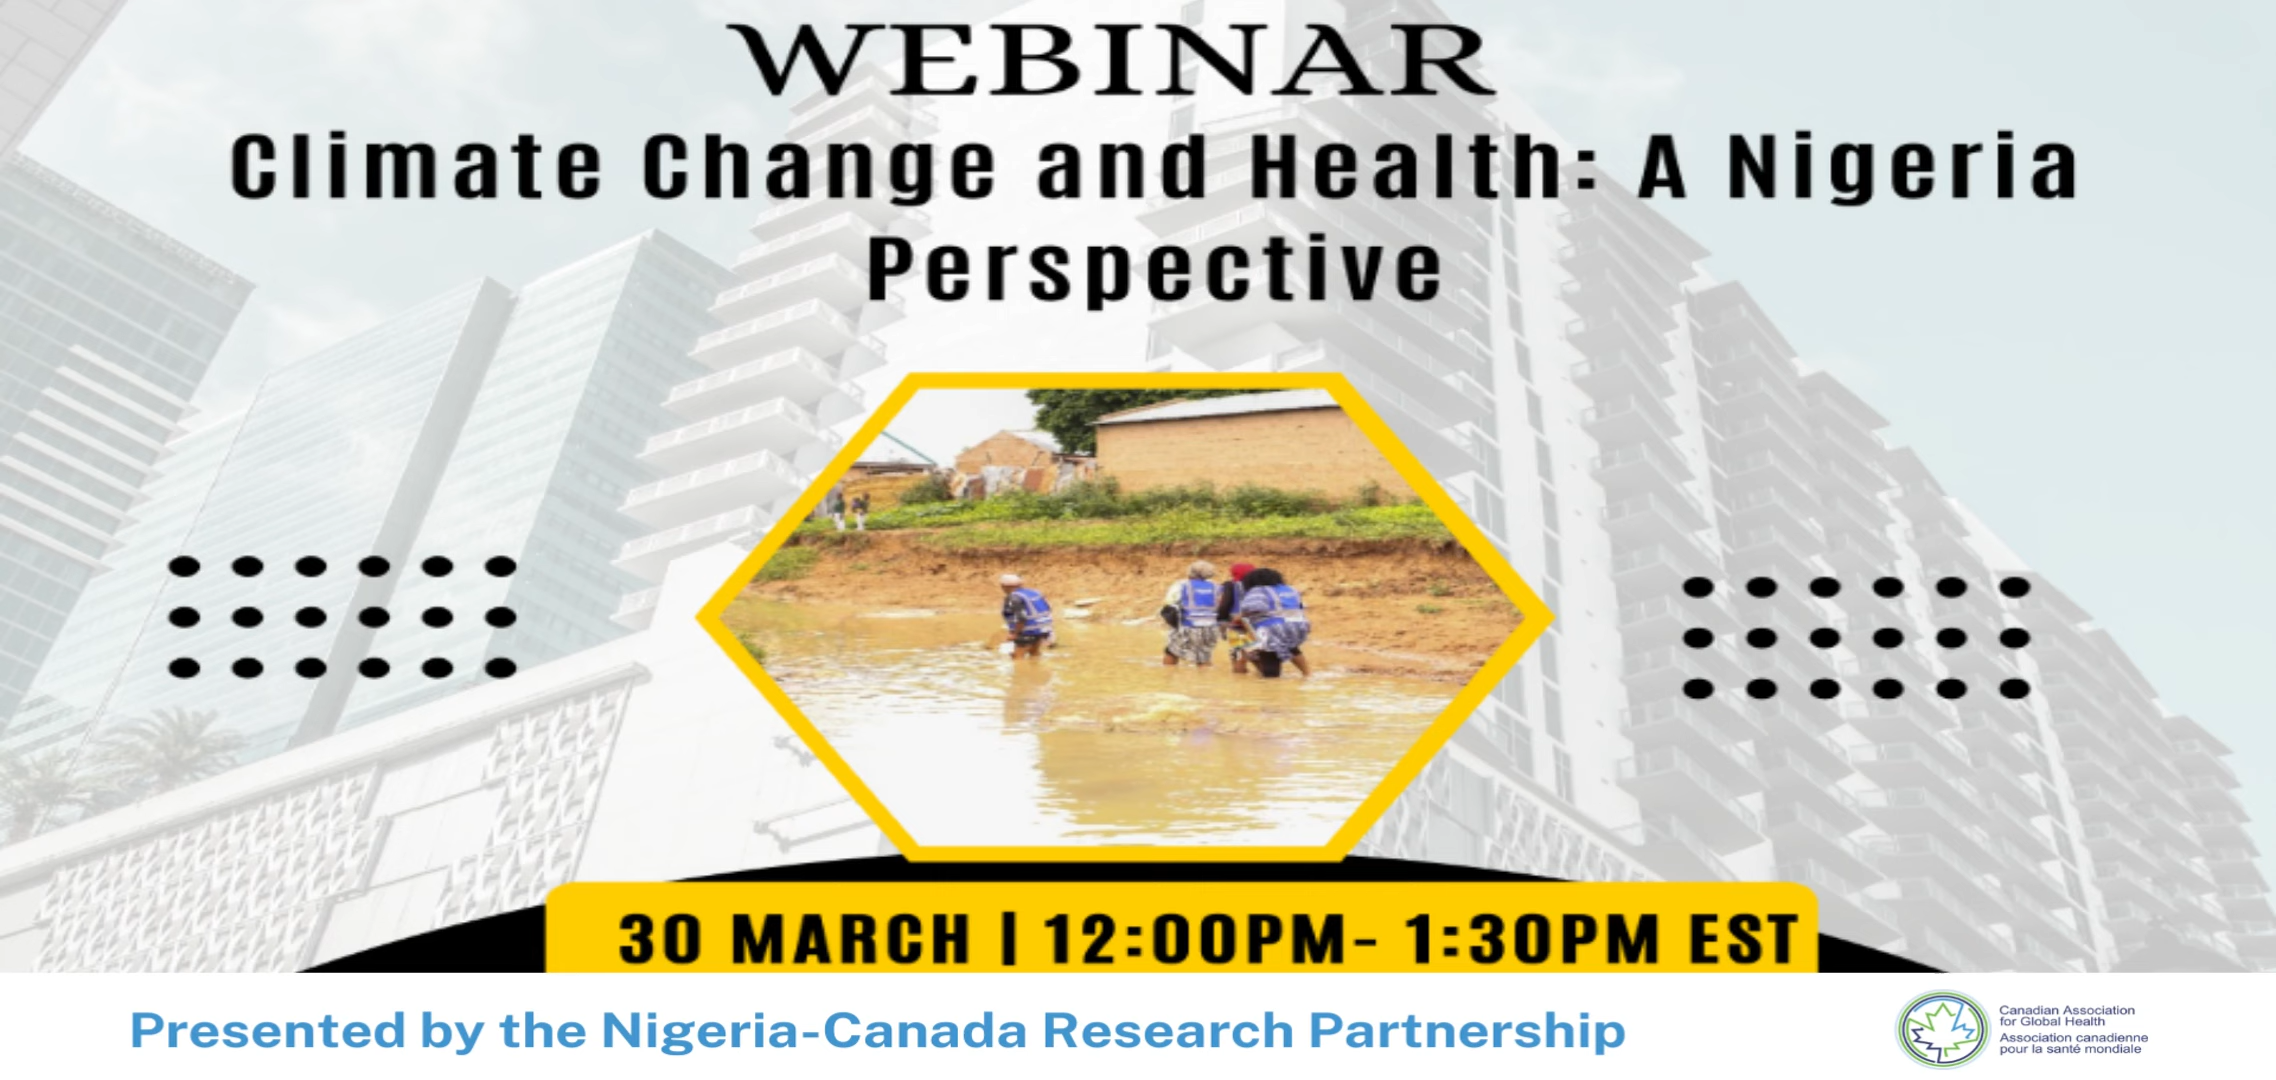 WEBINAR
Climate Change and Health: A Nigeria
Perspective
30 MARCH | 12:00PM- 1:30PM EST
Presented by the Nigeria-Canada Research Partnership
Canadian Association
for Global Health
Association canadienne
pour la santé mondiale